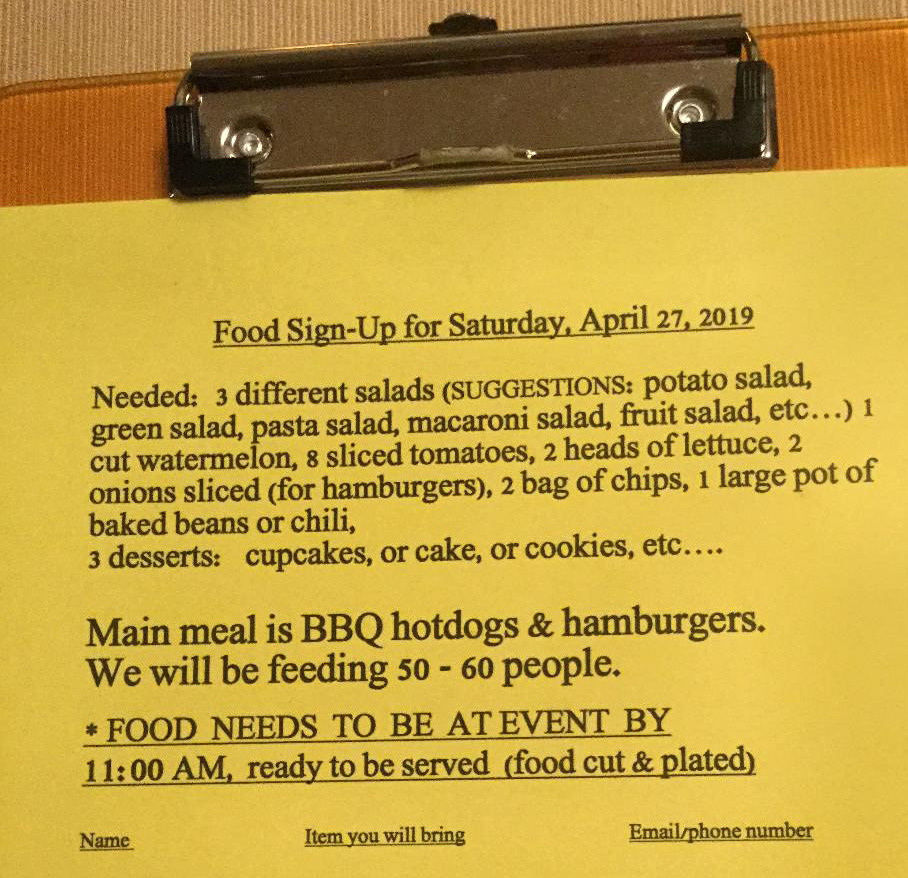 Food Sign-Up for Saturday, April 27, 2019
Needed: 3 different salads (SUGGESTIONS: potato salad,
green salad, pasta salad, macaroni salad, fruit salad, etc...) 1
cut watermelon, 8 sliced tomatoes, 2 heads of lettuce, 2
onions sliced (for hamburgers), 2 bag of chips, 1 large pot of
baked beans or chili,
3 desserts: cupcakes, or cake, or cookies, etc....
Main meal is BBQ hotdogs & hamburgers.
We will be feeding 50 - 60 people.
* FOOD NEEDS TO BE AT EVENT BY
11:00 AM, ready to be served (food cut & plated)
Name Item you will bring Email/phone number